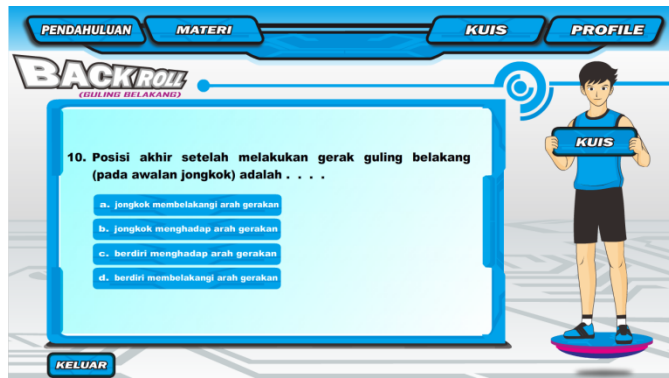 PENDAHULUAN
MATERI
KUIS
PROFILE
BACK ROLL
(GULING BELAKANG)
KUIS
10. Posisi akhir setelah melakukan gerak guling belakang
(pada awalan jongkok) adalah . . . .
a. jongkok membelakangi arah gerakan
b. jongkok menghadap arah gerakan
c. berdiri menghadap arah gerakan
d. berdiri membelakangi arah gerakan
KELUAR